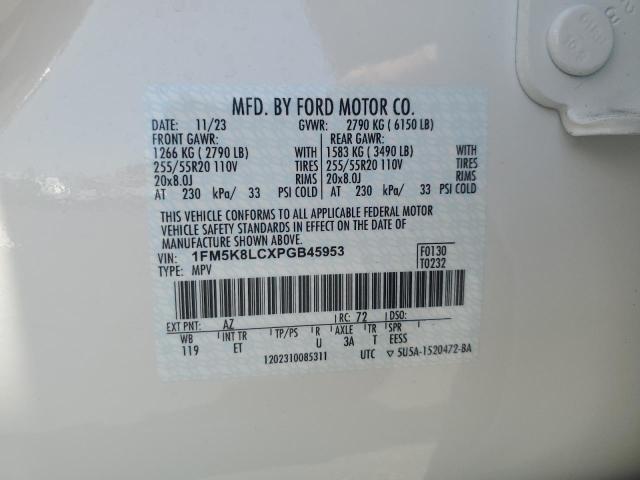 MFD. BY FORD MOTOR CO.
DATE: 11/23 GVWR: 2790 KG ( 6150 LB)
FRONT GAWR: REAR GAWR:
1266 KG ( 2790 LB) WITH 1583 KG ( 3490 LB) WITH
255/55R20 110V TIRES 255/55R20 110V TIRES
20x8.0J RIMS 20x8.0J RIMS
AT 230 kPa/ 33 PSI COLD AT 230 kPa/ 33 PSI COLD
THIS VEHICLE CONFORMS TO ALL APPLICABLE FEDERAL MOTOR
VEHICLE SAFETY STANDARDS IN EFFECT ON THE DATE OF
MANUFACTURE SHOWN ABOVE.
VIN: 1FM5K8LCXPGB45953 F0130
TYPE: MPV T0232
EXT PNT: AZ RC: 72 DSO:
WB INT TR TP/PS R AXLE TR SPR
119 ET U 3A T EESS
1202310085311 UTC ▽ 5U5A-1520472-BA